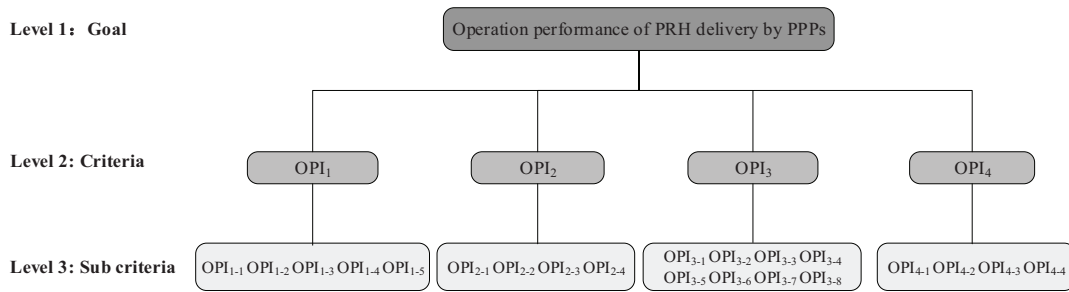 Level 1: Goal
Operation performance of PRH delivery by PPPs
Level 2: Criteria
OPI₁
OPI₂
OPI₃
OPI₄
Level 3: Sub criteria
OPI₁₋₁ OPI₁₋₂ OPI₁₋₃ OPI₁₋₄ OPI₁₋₅
OPI₂₋₁ OPI₂₋₂ OPI₂₋₃ OPI₂₋₄
OPI₃₋₁ OPI₃₋₂ OPI₃₋₃ OPI₃₋₄
OPI₃₋₅ OPI₃₋₆ OPI₃₋₇ OPI₃₋₈
OPI₄₋₁ OPI₄₋₂ OPI₄₋₃ OPI₄₋₄